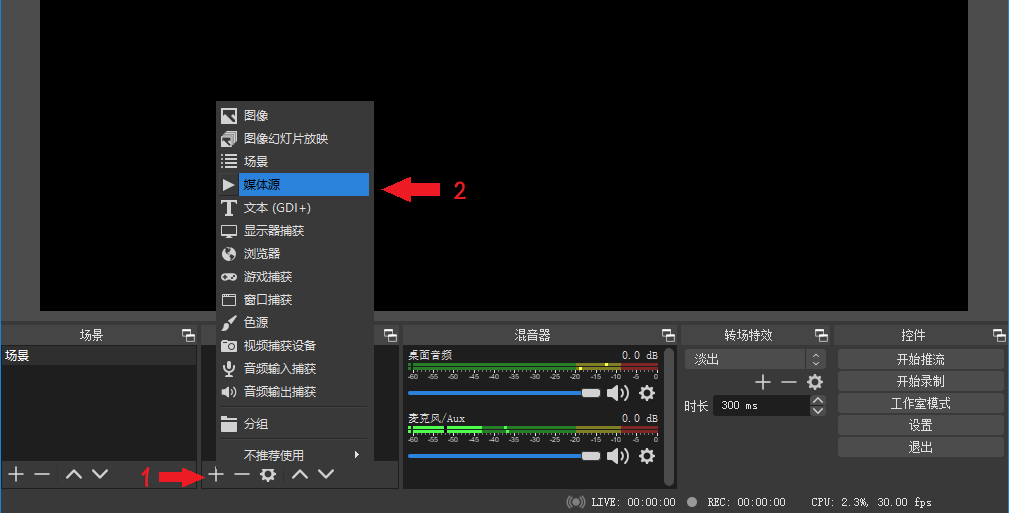 图像
图像幻灯片放映
场景
媒体源
2
文本 (GDI+)
显示器捕获
浏览器
游戏捕获
窗口捕获
色源
视频捕获设备
音频输入捕获
音频输出捕获
分组
不推荐使用
1
场景
场景
混音器
桌面音频 0.0 dB
-60 -55 -50 -45 -40 -35 -30 -25 -20 -15 -10 -5 0
麦克风/Aux 0.0 dB
-60 -55 -50 -45 -40 -35 -30 -25 -20 -15 -10 -5 0
转场特效
淡出
时长 300 ms
控件
开始推流
开始录制
工作室模式
设置
退出
LIVE: 00:00:00 REC: 00:00:00 CPU: 2.3%, 30.00 fps